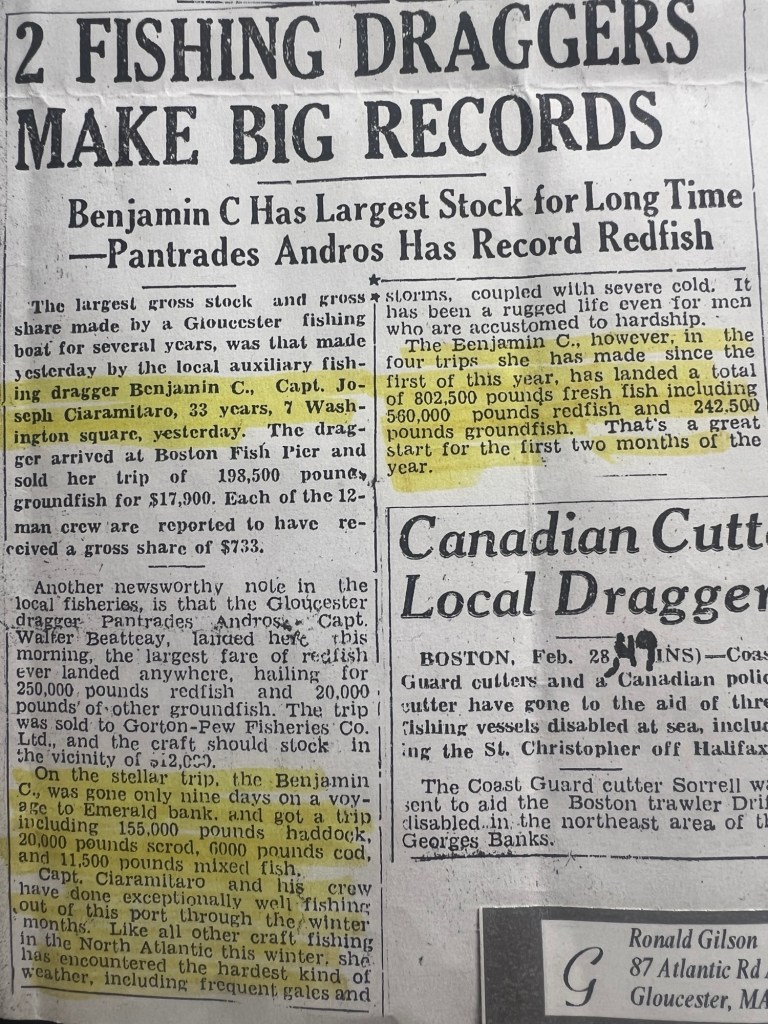 2 FISHING DRAGGERS
MAKE BIG RECORDS
Benjamin C Has Largest Stock for Long Time
—Pantrades Andros Has Record Redfish
The largest gross stock and gross
share made by a Gloucester fishing
boat for several years, was that made
yesterday by the local auxiliary fish-
ing dragger Benjamin C., Capt. Jo-
seph Ciaramitaro, 33 years, 7 Wash-
ington square, yesterday. The drag-
ger arrived at Boston Fish Pier and
sold her trip of 198,500 pounds
groundfish for $17,900. Each of the 12-
man crew are reported to have re-
ceived a gross share of $733.
Another newsworthy note in the
local fisheries, is that the Gloucester
dragger Pantrades Andros, Capt.
Walter Beatteay, landed here this
morning, the largest fare of redfish
ever landed anywhere, hailing for
250,000 pounds redfish and 20,000
pounds of other groundfish. The trip
was sold to Gorton-Pew Fisheries Co.
Ltd., and the craft should stock in
the vicinity of $12,000.
On the stellar trip, the Benjamin
C., was gone only nine days on a voy-
age to Emerald bank, and got a trip
including 155,000 pounds haddock,
20,000 pounds scrod, 6000 pounds cod,
and 11,500 pounds mixed fish.
Capt. Ciaramitaro and his crew
have done exceptionally well fishing
out of this port through the winter
months. Like all other craft fishing
in the North Atlantic this winter, she
has encountered the hardest kind of
weather, including frequent gales and
storms, coupled with severe cold. It
has been a rugged life even for men
who are accustomed to hardship.
The Benjamin C., however, in the
four trips she has made since the
first of this year, has landed a total
of 802,500 pounds fresh fish including
560,000 pounds redfish and 242,500
pounds groundfish. That's a great
start for the first two months of the
year.
Canadian Cutt
Local Dragger
BOSTON, Feb. 28, 49 (INS)—Coas
Guard cutters and a Canadian polic
cutter have gone to the aid of thre
fishing vessels disabled at sea, includ
ing the St. Christopher off Halifax
The Coast Guard cutter Sorrell wa
sent to aid the Boston trawler Drif
disabled in the northeast area of th
Georges Banks.
G
Ronald Gilson
87 Atlantic Rd
Gloucester, MA